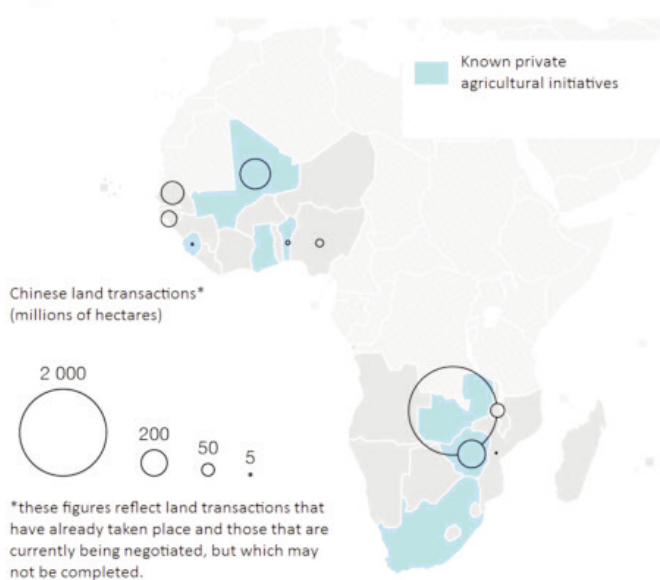 Known private
agricultural initiatives
Chinese land transactions*
(millions of hectares)
2 000
200
50
5
*these figures reflect land transactions that
have already taken place and those that are
currently being negotiated, but which may
not be completed.